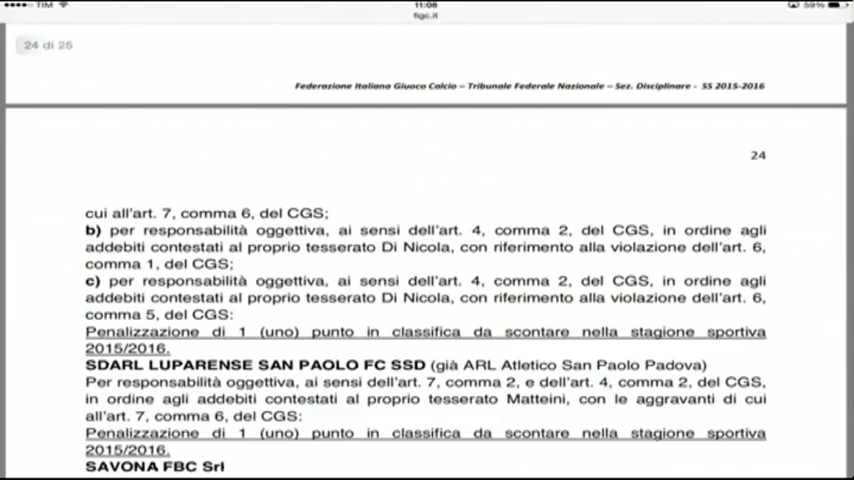 TIM
11:08
59%
figc.it
24 di 25
Federazione Italiana Giuoco Calcio – Tribunale Federale Nazionale – Sez. Disciplinare - SS 2015-2016
24
cui all'art. 7, comma 6, del CGS;
b) per responsabilità oggettiva, ai sensi dell'art. 4, comma 2, del CGS, in ordine agli
addebiti contestati al proprio tesserato Di Nicola, con riferimento alla violazione dell'art. 6,
comma 1, del CGS;
c) per responsabilità oggettiva, ai sensi dell'art. 4, comma 2, del CGS, in ordine agli
addebiti contestati al proprio tesserato Di Nicola, con riferimento alla violazione dell'art. 6,
comma 5, del CGS:
Penalizzazione di 1 (uno) punto in classifica da scontare nella stagione sportiva
2015/2016.
SDARL LUPARENSE SAN PAOLO FC SSD (già ARL Atletico San Paolo Padova)
Per responsabilità oggettiva, ai sensi dell'art. 7, comma 2, e dell'art. 4, comma 2, del CGS,
in ordine agli addebiti contestati al proprio tesserato Matteini, con le aggravanti di cui
all'art. 7, comma 6, del CGS:
Penalizzazione di 1 (uno) punto in classifica da scontare nella stagione sportiva
2015/2016.
SAVONA FBC Srl